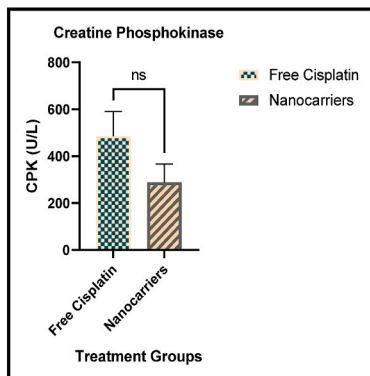 Creatine Phosphokinase
800
600
400
200
0
CPK (U/L)
ns
Free Cisplatin
Nanocarriers
Free Cisplatin
Nanocarriers
Treatment Groups